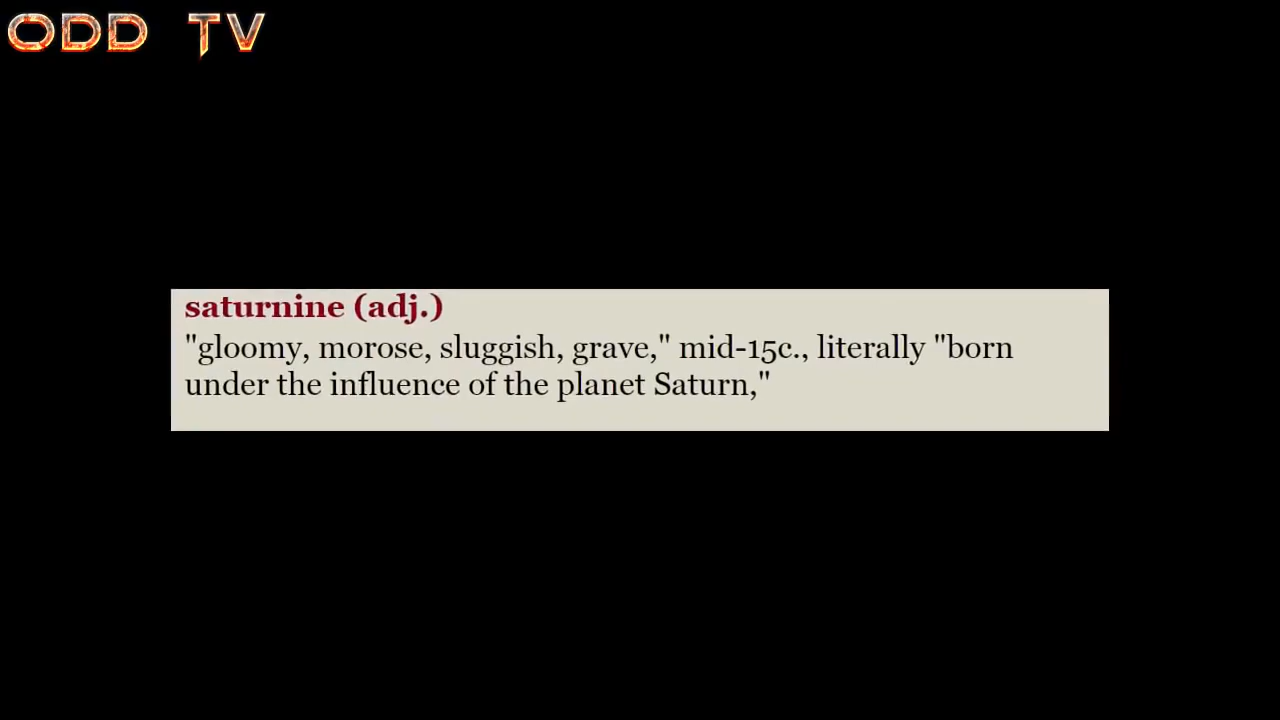 ODD TV
saturnine (adj.)
"gloomy, morose, sluggish, grave," mid-15c., literally "born
under the influence of the planet Saturn,"